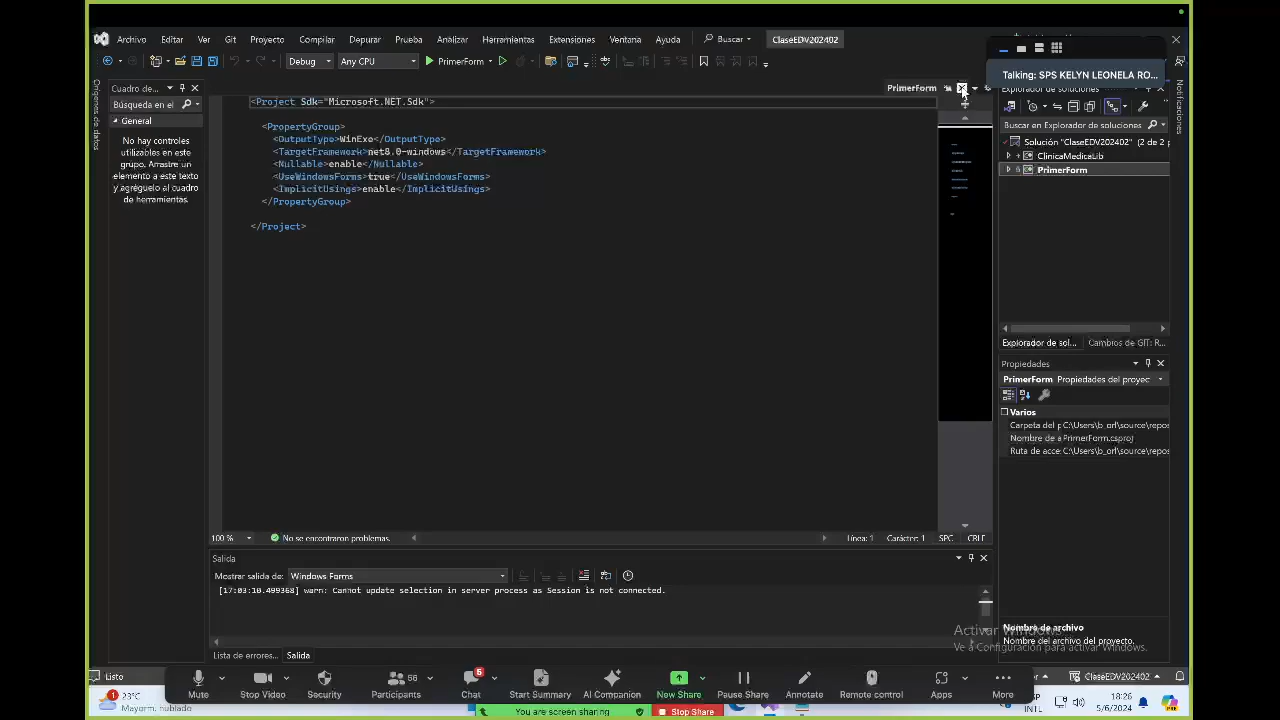 Archivo Editar Ver Git Proyecto Compilar Depurar Prueba Analizar Herramientas Extensiones Ventana Ayuda Buscar ClaseEDV202402
Debug Any CPU PrimerForm
Talking: SPS KELYN LEONELA RO...
Orígenes de datos
Cuadro de...
Búsqueda en el
General
No hay controles
utilizables en este
grupo. Arrastre un
elemento a este texto
y agréguelo al cuadro
de herramientas.
PrimerForm
<Project Sdk="Microsoft.NET.Sdk">
<PropertyGroup>
<OutputType>WinExe</OutputType>
<TargetFramework>net8.0-windows</TargetFramework>
<Nullable>enable</Nullable>
<UseWindowsForms>true</UseWindowsForms>
<ImplicitUsings>enable</ImplicitUsings>
</PropertyGroup>
</Project>
100 % No se encontraron problemas. Línea: 1 Carácter: 1 SPC CRLF
Salida
Mostrar salida de: Windows Forms
[17:03:10.499368] warn: Cannot update selection in server process as Session is not connected.
Lista de errores... Salida
Explorador de soluciones
Buscar en Explorador de soluciones
Solución "ClaseEDV202402" (2 de 2 p
ClinicaMedicaLib
PrimerForm
Explorador de sol... Cambios de GIT: R...
Notificaciones
Propiedades
PrimerForm Propiedades del proyec
Varios
Carpeta del p C:\Users\b_orl\source\repos
Nombre de a PrimerForm.csproj
Ruta de acce C:\Users\b_orl\source\repos
Nombre de archivo
Nombre del archivo del proyecto.
Activar Windows
Ve a Configuración para activar Windows.
Listo ClaseEDV202402
Mute Stop Video Security 56 Participants 5 Chat Start Summary AI Companion New Share Pause Share Annotate Remote control Apps More
You are screen sharing Stop Share
1 23°C
Mayorm. nublado
INTL 18:26
5/6/2024
PRE